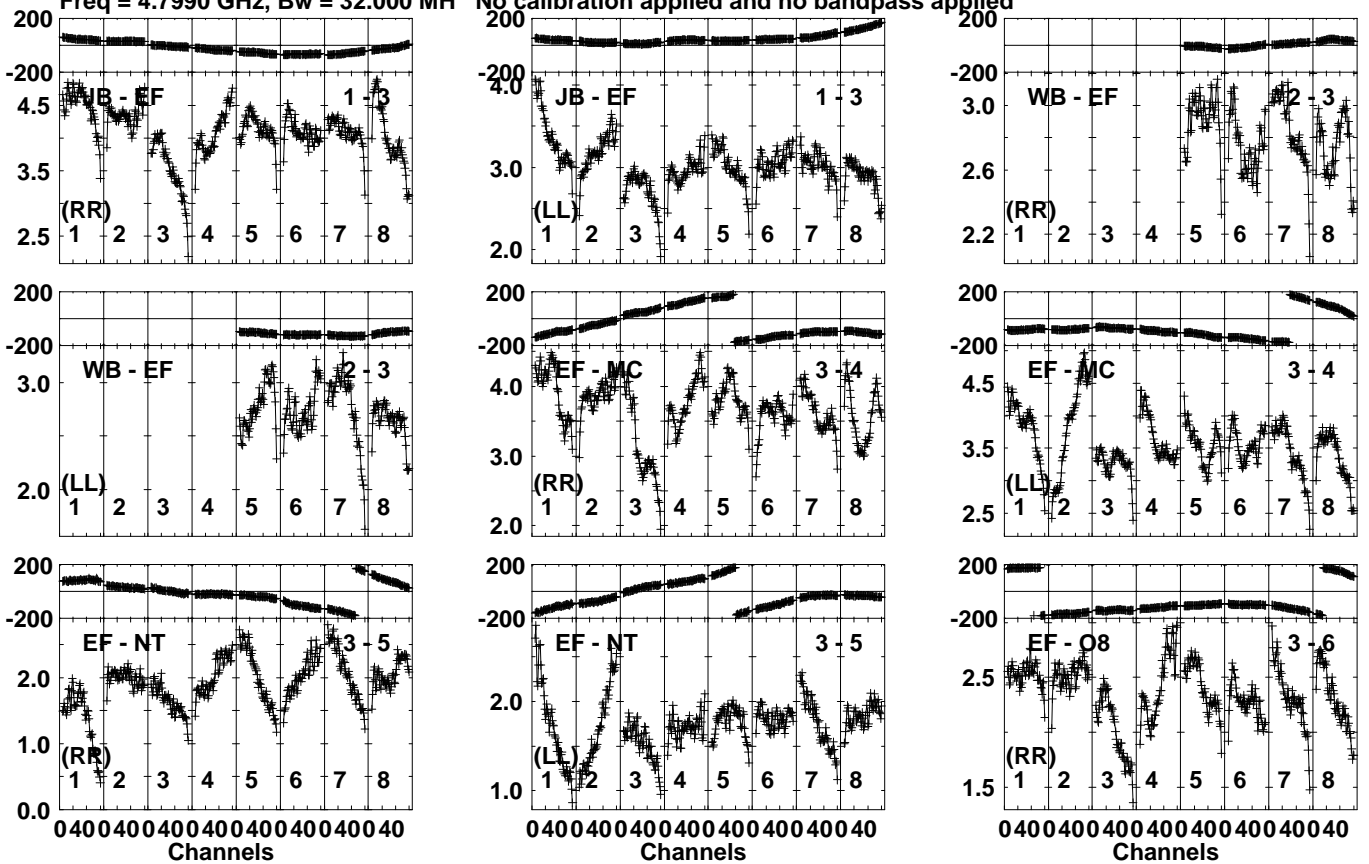 Freq = 4.7990 GHz, Bw = 32.000 MH No calibration applied and no bandpass applied
200 200 200
-200 -200 -200
JB - EF 1 - 3 JB - EF 1 - 3 WB - EF 2 - 3
4.5 4.0 3.0
3.5 3.0 2.6
2.5 2.0 2.2
(RR) (LL) (RR)
1 2 3 4 5 6 7 8 1 2 3 4 5 6 7 8 1 2 3 4 5 6 7 8
200 200 200
-200 -200 -200
WB - EF 2 - 3 EF - MC 3 - 4 EF - MC 3 - 4
3.0 4.0 4.5
2.0 3.0 3.5
2.0 2.5
(LL) (RR) (LL)
1 2 3 4 5 6 7 8 1 2 3 4 5 6 7 8 1 2 3 4 5 6 7 8
200 200 200
-200 -200 -200
EF - NT 3 - 5 EF - NT 3 - 5 EF - O8 3 - 6
2.0 2.0 2.5
1.0 1.0 1.5
0.0
(RR) (LL) (RR)
1 2 3 4 5 6 7 8 1 2 3 4 5 6 7 8 1 2 3 4 5 6 7 8
0 40 0 40 0 40 0 40 0 40 0 40 0 40 0 40 0 40 0 40 0 40 0 40 0 40 0 40 0 40 0 40 0 40 0 40 0 40 0 40 0 40 0 40 0 40 0 40
Channels Channels Channels